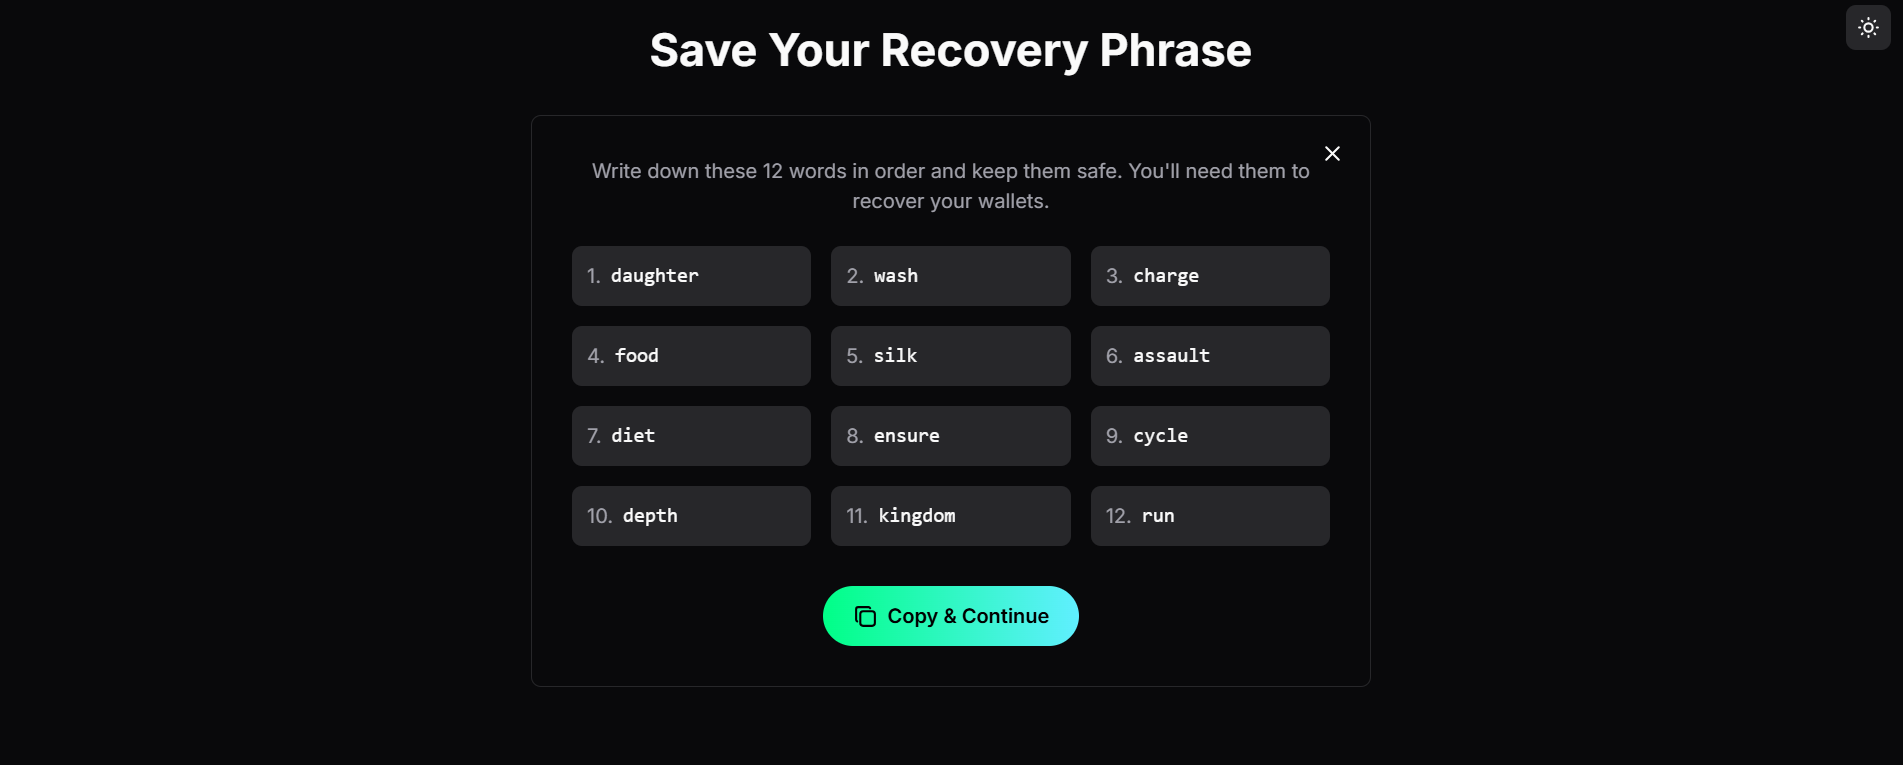 Save Your Recovery Phrase
Write down these 12 words in order and keep them safe. You'll need them to
recover your wallets.
1. daughter
2. wash
3. charge
4. food
5. silk
6. assault
7. diet
8. ensure
9. cycle
10. depth
11. kingdom
12. run
Copy & Continue